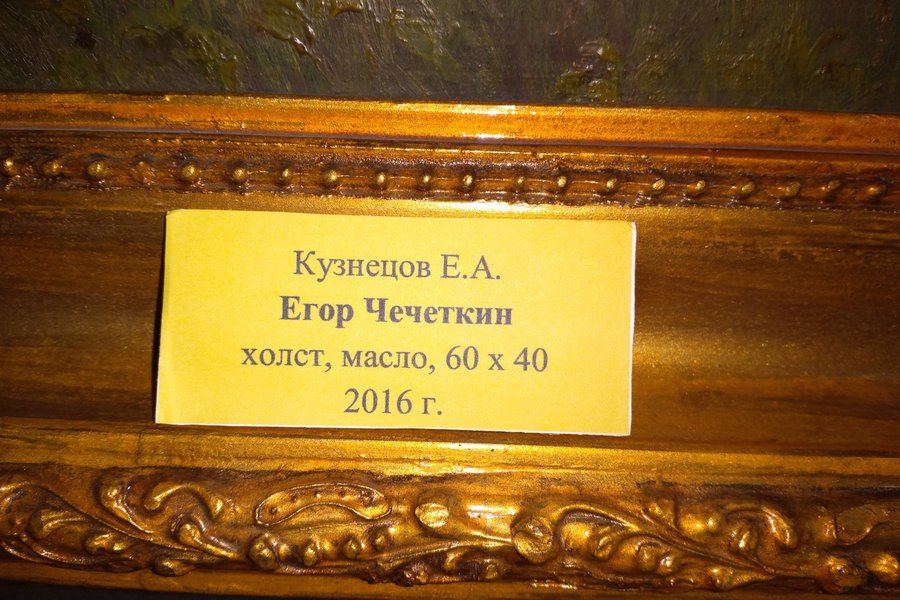 Кузнецов Е.А.
Егор Чечеткин
холст, масло, 60 х 40
2016 г.